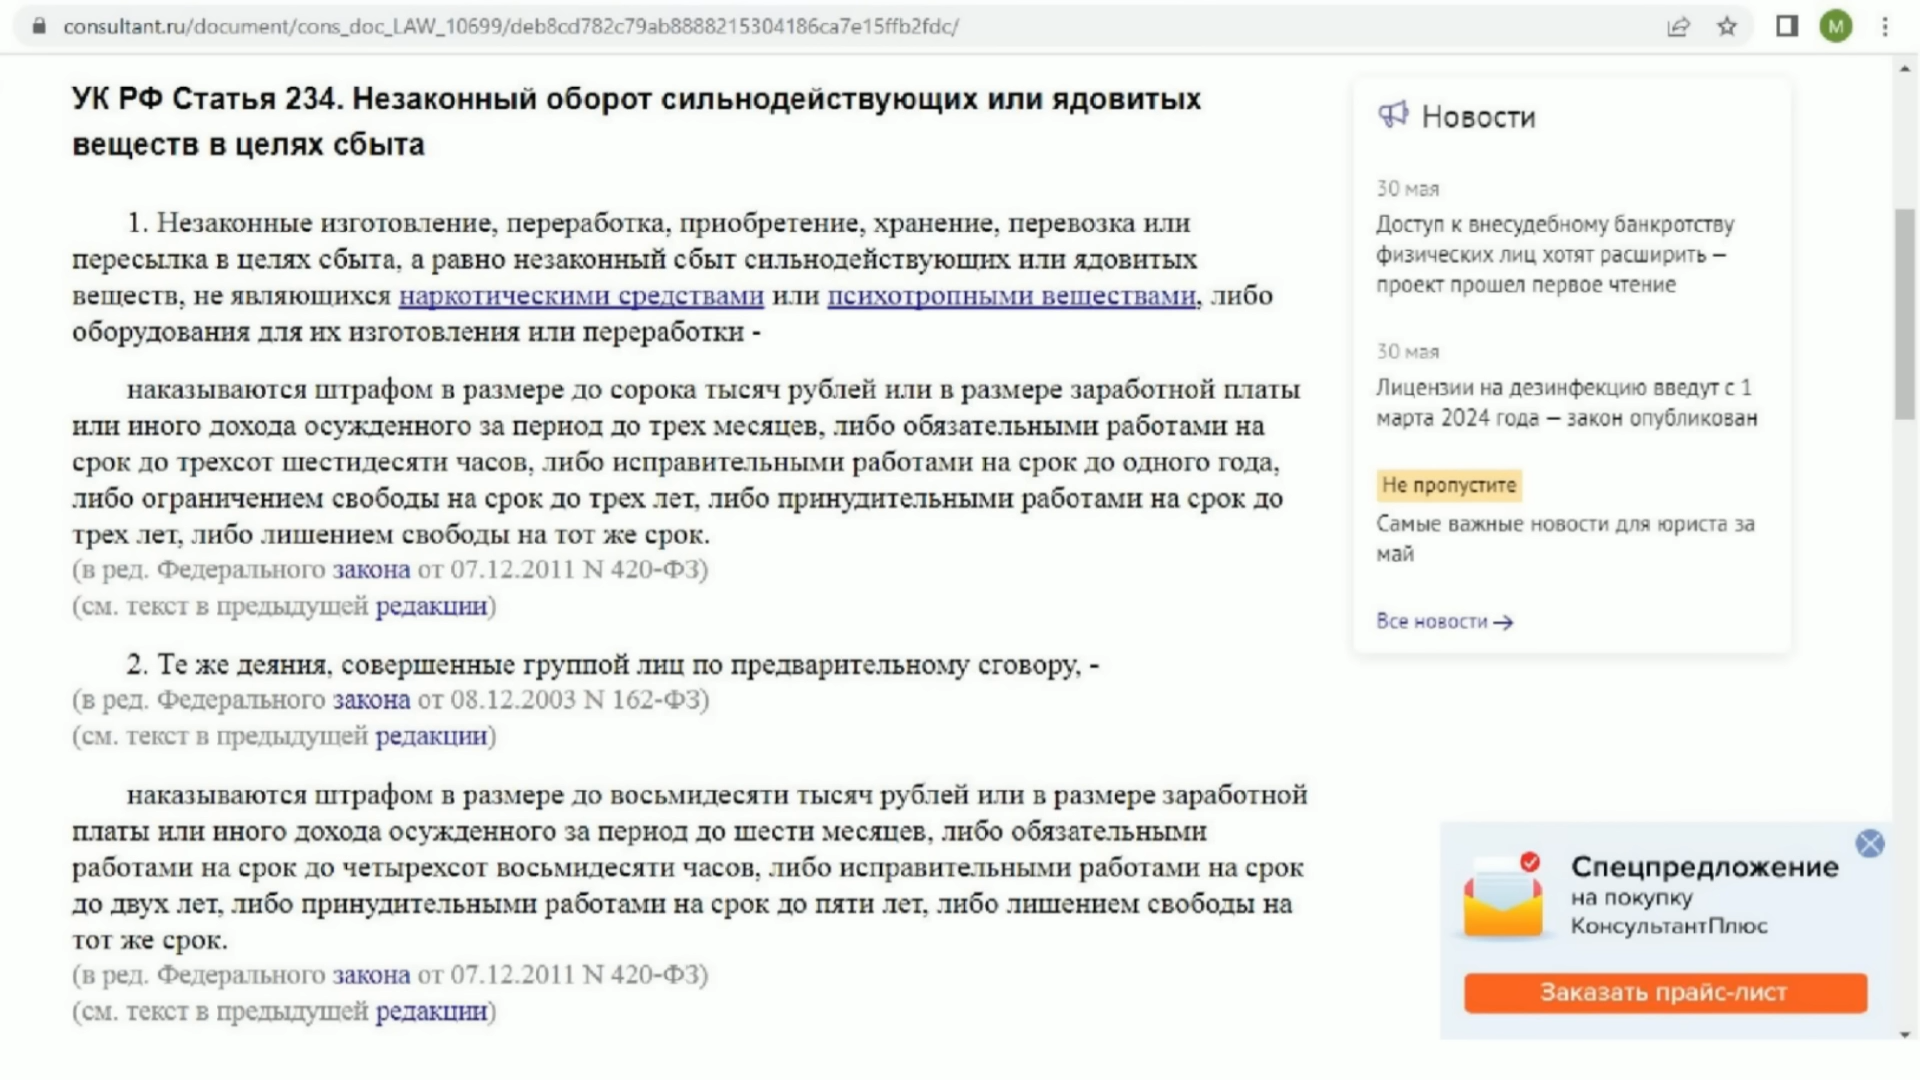 consultant.ru/document/cons_doc_LAW_10699/deb8cd782c79ab8888215304186ca7e15ffb2fdc/
M
УК РФ Статья 234. Незаконный оборот сильнодействующих или ядовитых
веществ в целях сбыта
1. Незаконные изготовление, переработка, приобретение, хранение, перевозка или
пересылка в целях сбыта, а равно незаконный сбыт сильнодействующих или ядовитых
веществ, не являющихся наркотическими средствами или психотропными веществами, либо
оборудования для их изготовления или переработки -
наказываются штрафом в размере до сорока тысяч рублей или в размере заработной платы
или иного дохода осужденного за период до трех месяцев, либо обязательными работами на
срок до трехсот шестидесяти часов, либо исправительными работами на срок до одного года,
либо ограничением свободы на срок до трех лет, либо принудительными работами на срок до
трех лет, либо лишением свободы на тот же срок.
(в ред. Федерального закона от 07.12.2011 N 420-ФЗ)
(см. текст в предыдущей редакции)
2. Те же деяния, совершенные группой лиц по предварительному сговору, -
(в ред. Федерального закона от 08.12.2003 N 162-ФЗ)
(см. текст в предыдущей редакции)
наказываются штрафом в размере до восьмидесяти тысяч рублей или в размере заработной
платы или иного дохода осужденного за период до шести месяцев, либо обязательными
работами на срок до четырехсот восьмидесяти часов, либо исправительными работами на срок
до двух лет, либо принудительными работами на срок до пяти лет, либо лишением свободы на
тот же срок.
(в ред. Федерального закона от 07.12.2011 N 420-ФЗ)
(см. текст в предыдущей редакции)
Новости
30 мая
Доступ к внесудебному банкротству
физических лиц хотят расширить –
проект прошел первое чтение
30 мая
Лицензии на дезинфекцию введут с 1
марта 2024 года – закон опубликован
Не пропустите
Самые важные новости для юриста за
май
Все новости →
Спецпредложение
на покупку
КонсультантПлюс
Заказать прайс-лист